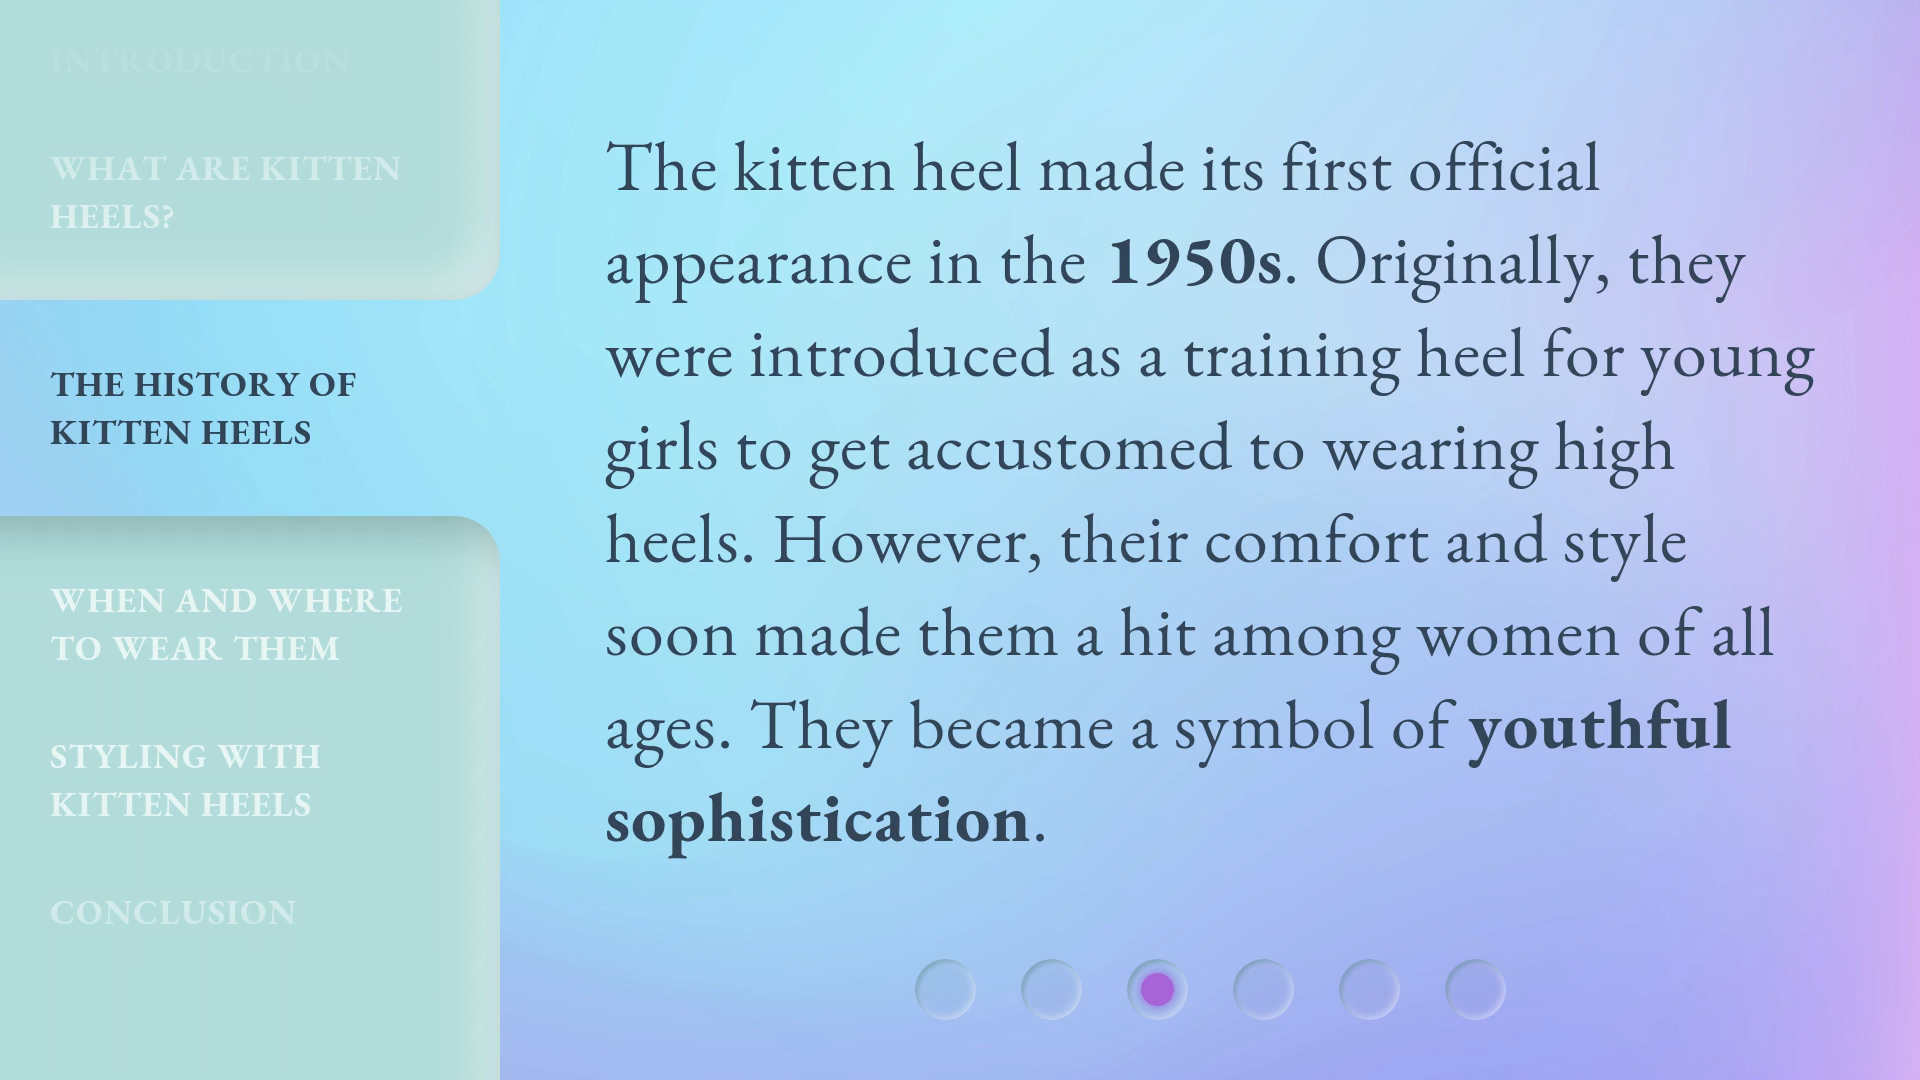 INTRODUCTION
WHAT ARE KITTEN
HEELS?
THE HISTORY OF
KITTEN HEELS
WHEN AND WHERE
TO WEAR THEM
STYLING WITH
KITTEN HEELS
CONCLUSION
The kitten heel made its first official
appearance in the 1950s. Originally, they
were introduced as a training heel for young
girls to get accustomed to wearing high
heels. However, their comfort and style
soon made them a hit among women of all
ages. They became a symbol of youthful
sophistication.